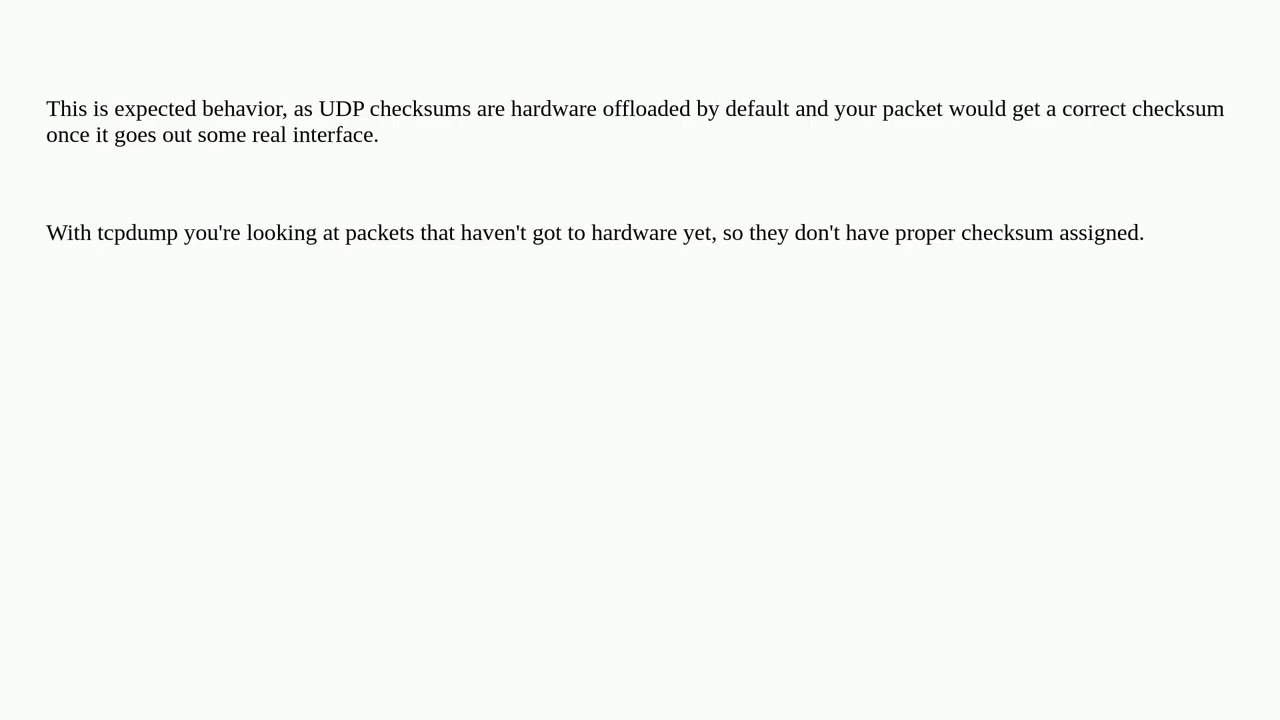 This is expected behavior, as UDP checksums are hardware offloaded by default and your packet would get a correct checksum
once it goes out some real interface.
With tcpdump you're looking at packets that haven't got to hardware yet, so they don't have proper checksum assigned.